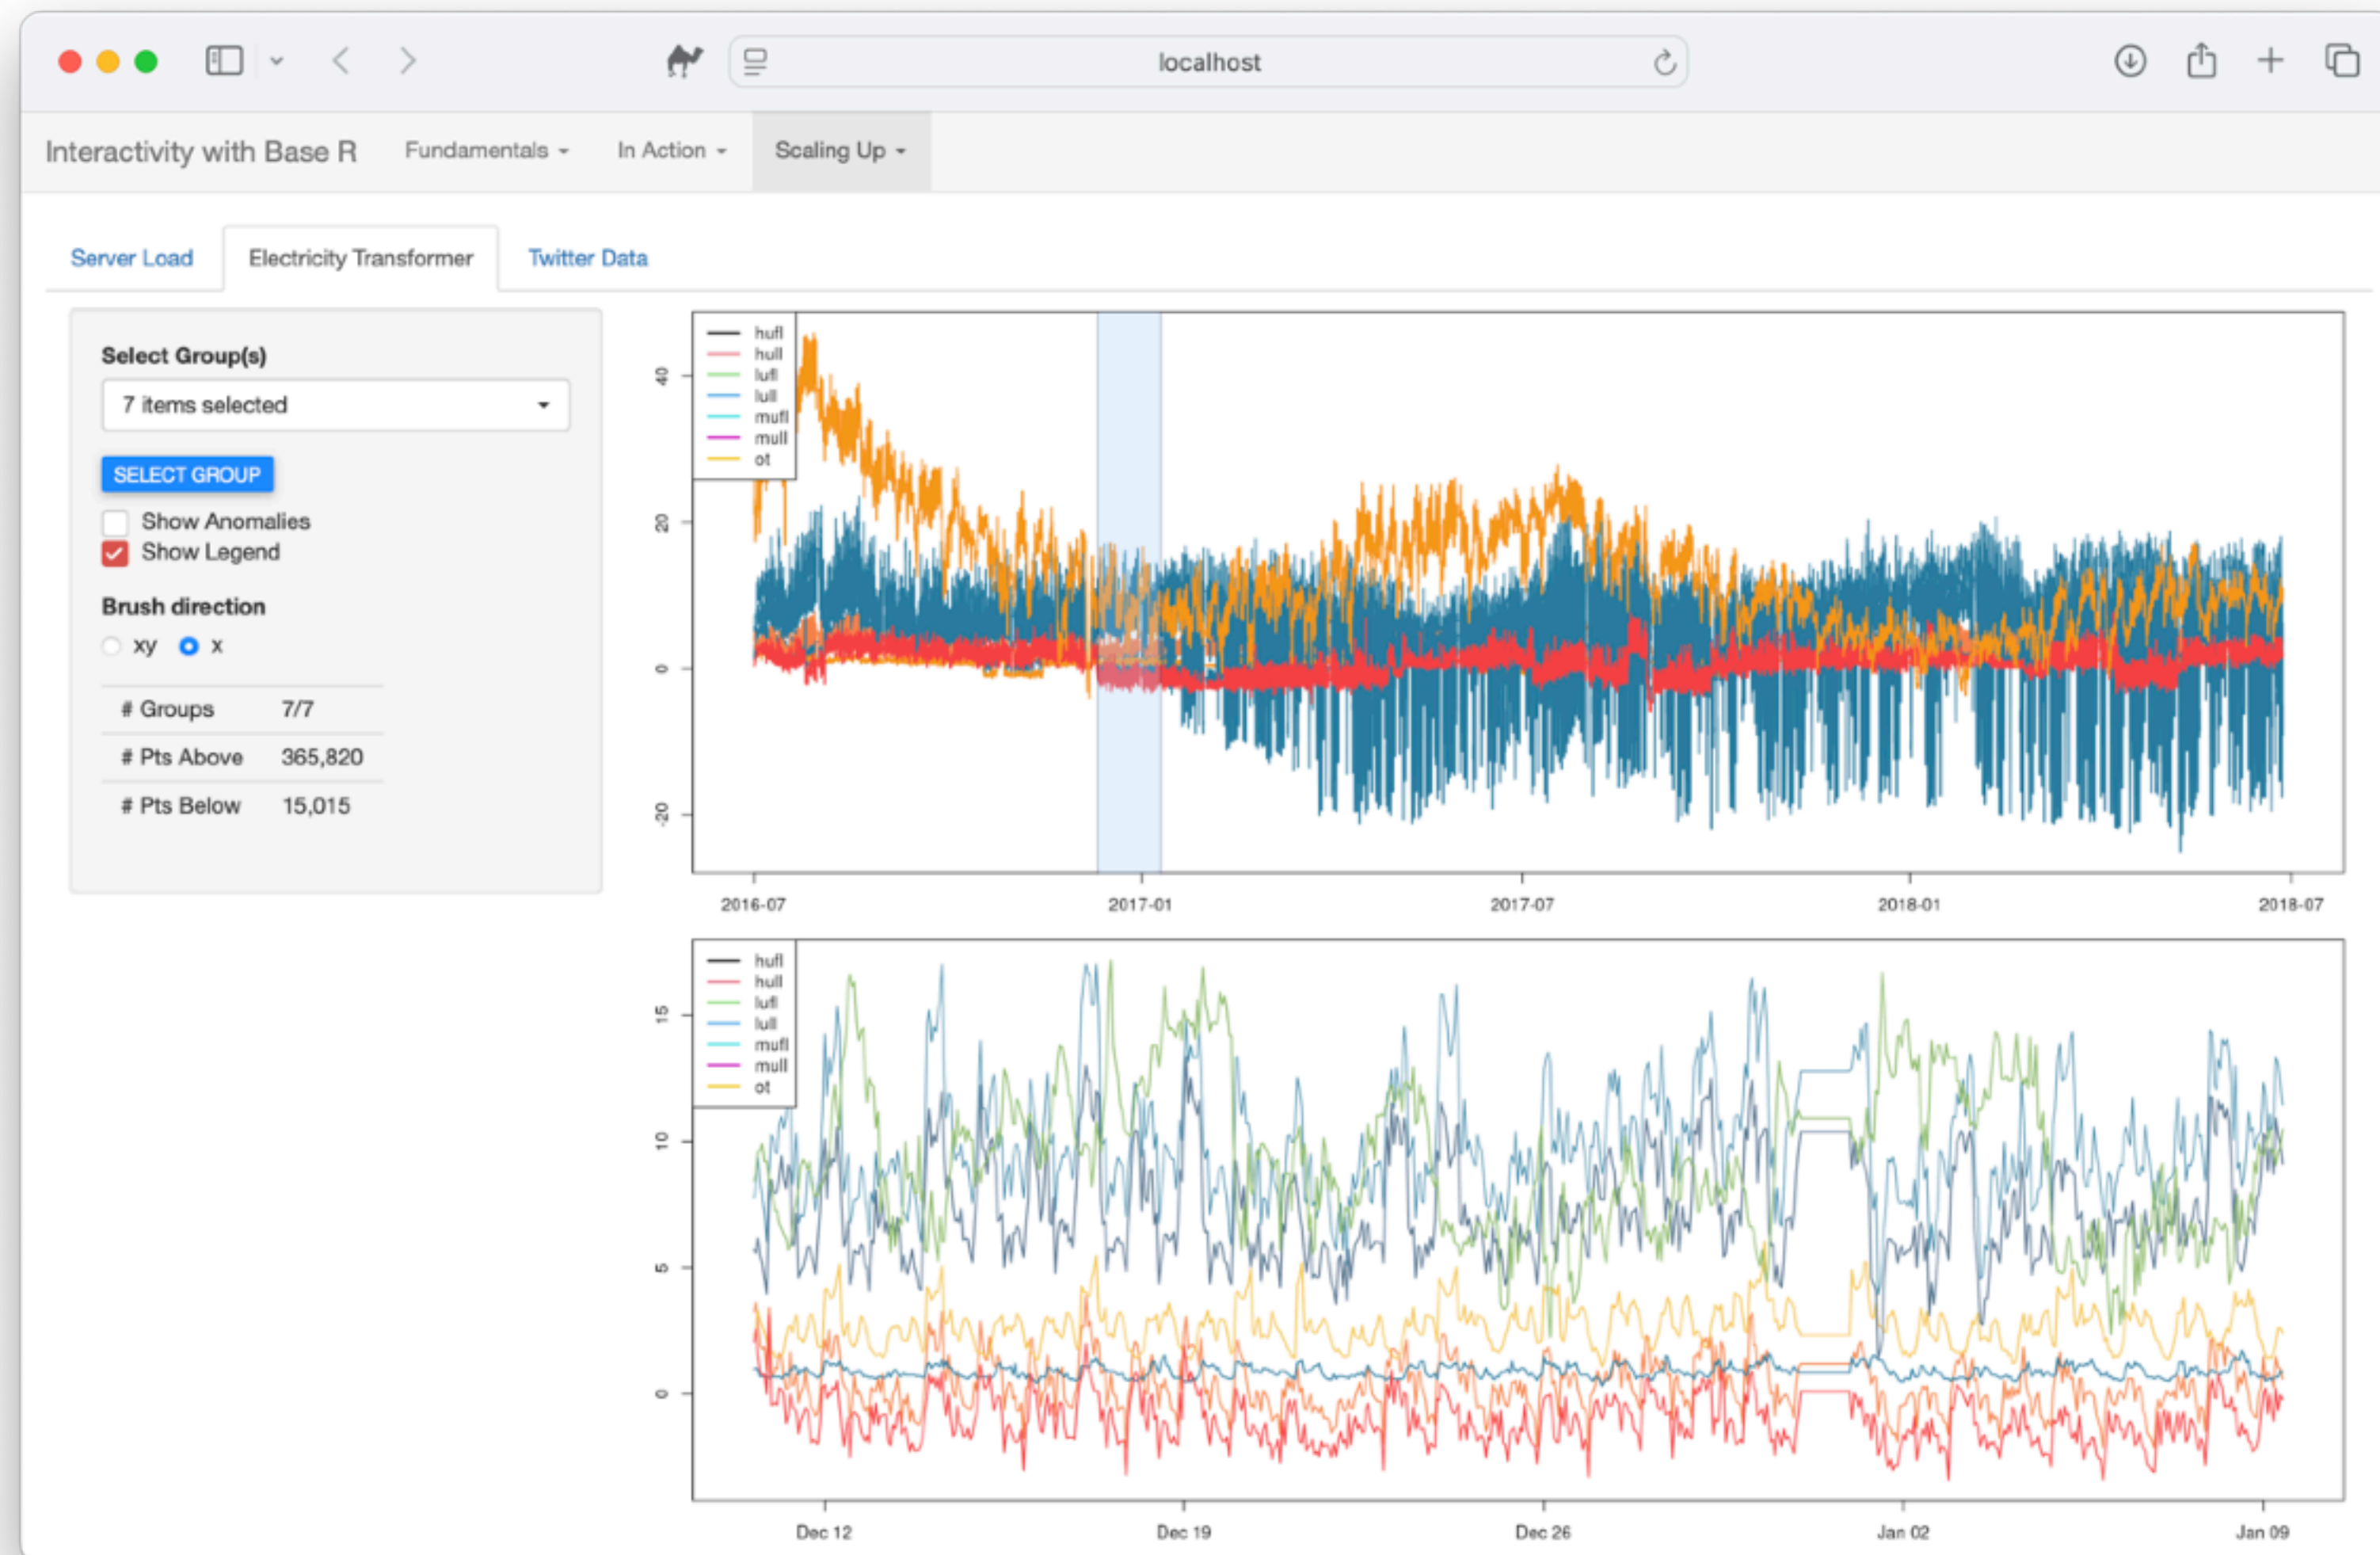 localhost
Interactivity with Base R Fundamentals In Action Scaling Up
Server Load Electricity Transformer Twitter Data
Select Group(s)
7 items selected
SELECT GROUP
Show Anomalies
Show Legend
Brush direction
xy x
# Groups 7/7
# Pts Above 365,820
# Pts Below 15,015
hufl
hull
lufl
lull
mufl
mull
ot
40
20
0
-20
2016-07 2017-01 2017-07 2018-01 2018-07
hufl
hull
lufl
lull
mufl
mull
ot
15
10
5
0
Dec 12 Dec 19 Dec 26 Jan 02 Jan 09